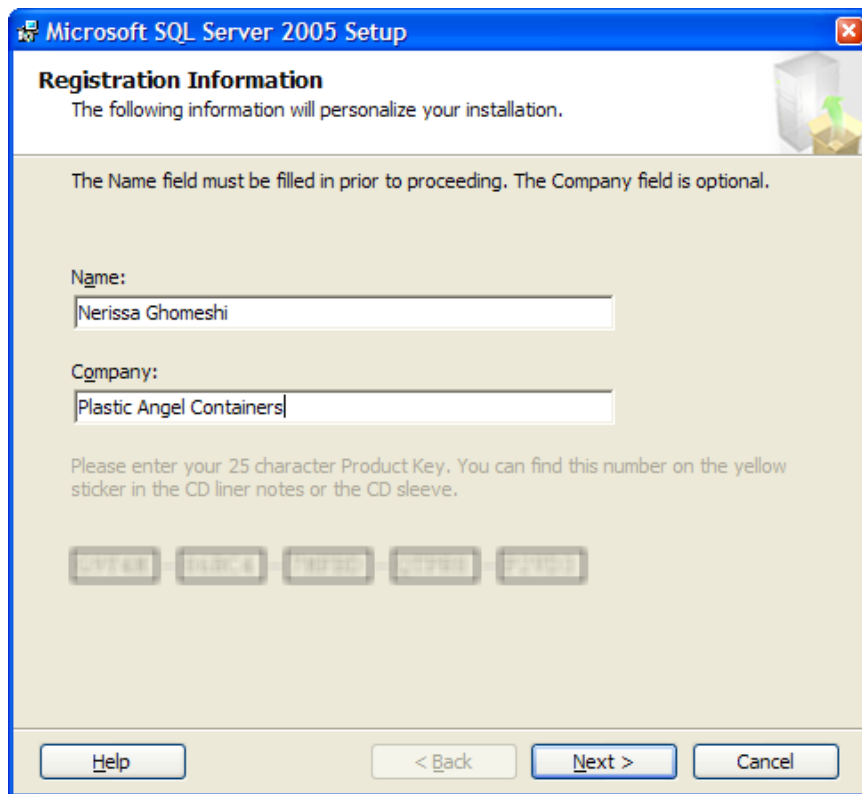 Microsoft SQL Server 2005 Setup
Registration Information
The following information will personalize your installation.
The Name field must be filled in prior to proceeding. The Company field is optional.
Name:
Nerissa Ghomeshi
Company:
Plastic Angel Containers
Please enter your 25 character Product Key. You can find this number on the yellow
sticker in the CD liner notes or the CD sleeve.
Help
< Back
Next >
Cancel